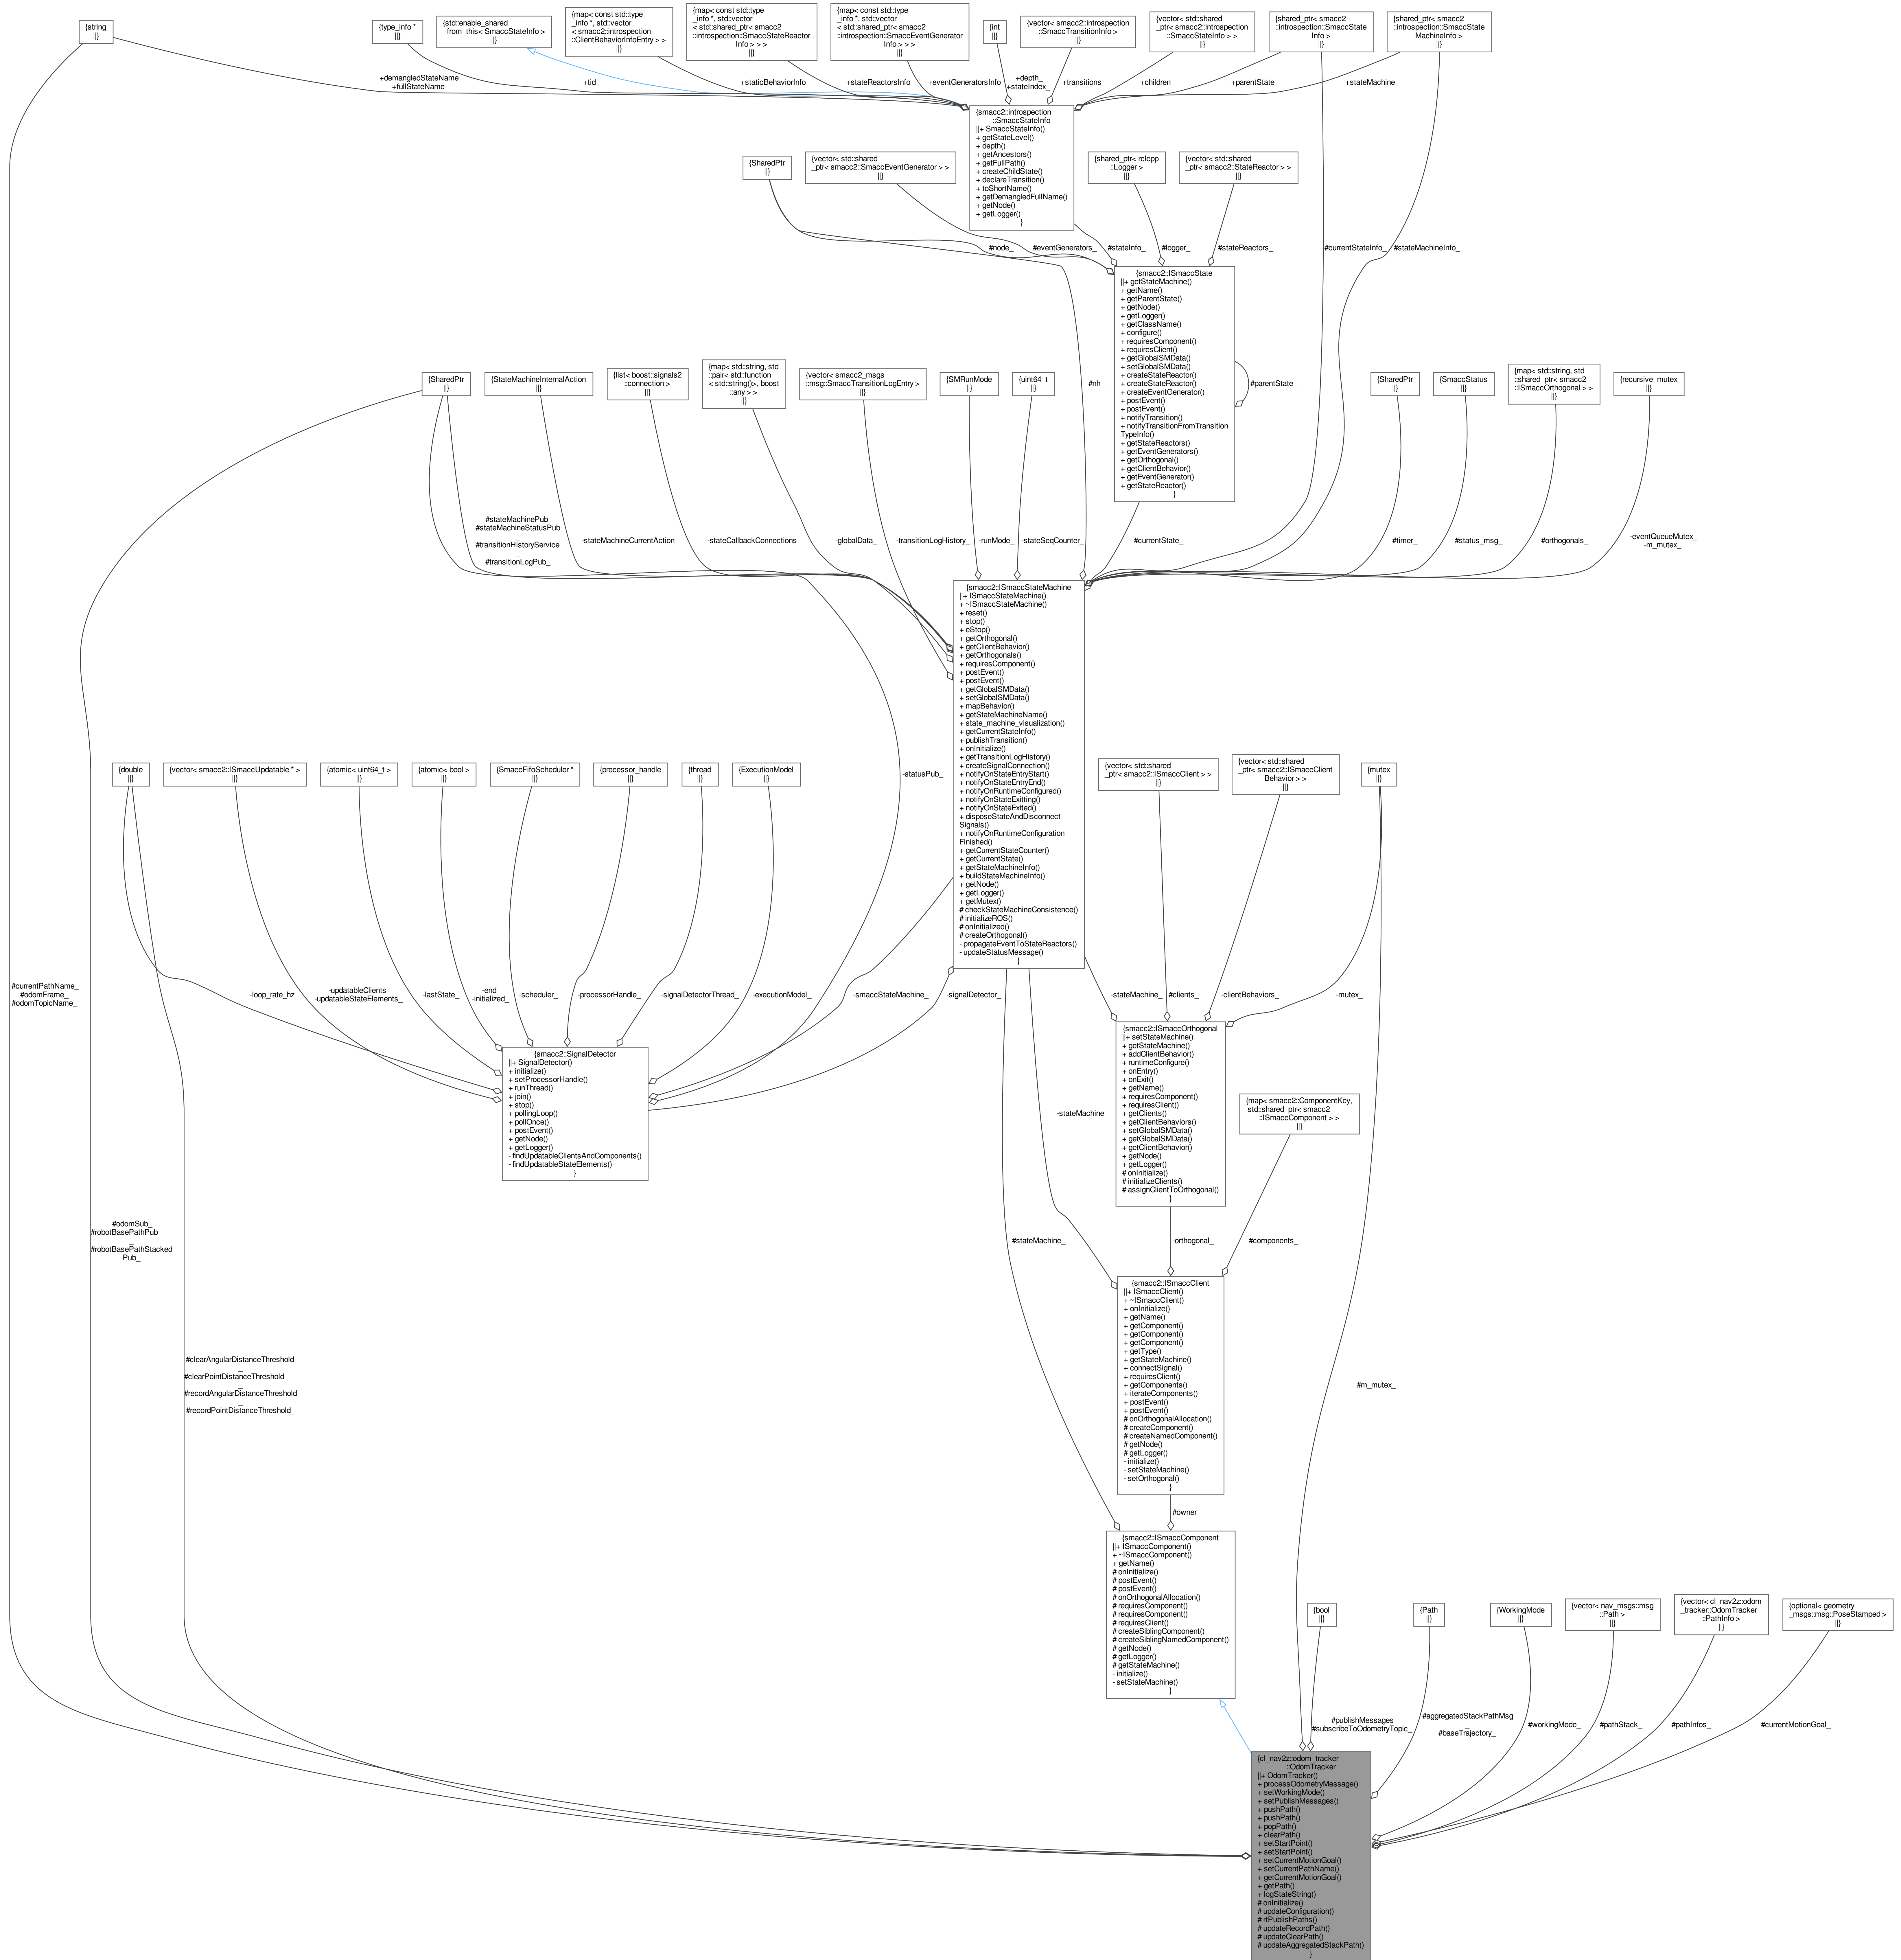 {string
||}
{type_info *
||}
{std::enable_shared
_from_this< SmaccStateInfo >
||}
{map< const std::type
_info *, std::vector
< smacc2::introspection
::ClientBehaviorInfoEntry > >
||}
{map< const std::type
_info *, std::vector
< std::shared_ptr< smacc2
::introspection::SmaccStateReactor
Info > > >
||}
{map< const std::type
_info *, std::vector
< std::shared_ptr< smacc2
::introspection::SmaccEventGenerator
Info > > >
||}
{int
||}
{vector< smacc2::introspection
::SmaccTransitionInfo >
||}
{vector< std::shared
_ptr< smacc2::introspection
::SmaccStateInfo > >
||}
{shared_ptr< smacc2
::introspection::SmaccState
Info >
||}
{shared_ptr< smacc2
::introspection::SmaccState
MachineInfo >
||}
+demangledStateName
+fullStateName
+tid_
+staticBehaviorInfo
+stateReactorsInfo
+eventGeneratorsInfo
+depth_
+stateIndex_
+transitions_
+children_
+parentState_
+stateMachine_
{smacc2::introspection
::SmaccStateInfo
||+ SmaccStateInfo()
+ getStateLevel()
+ depth()
+ getAncestors()
+ getFullPath()
+ createChildState()
+ declareTransition()
+ toShortName()
+ getDemangledFullName()
+ getNode()
+ getLogger()
}
{SharedPtr
||}
{vector< std::shared
_ptr< smacc2::SmaccEventGenerator > >
||}
{shared_ptr< rclcpp
::Logger >
||}
{vector< std::shared
_ptr< smacc2::StateReactor > >
||}
#node_
#eventGenerators_
#stateInfo_
#logger_
#stateReactors_
#currentStateInfo_
#stateMachineInfo_
{smacc2::ISmaccState
||+ getStateMachine()
+ getName()
+ getParentState()
+ getNode()
+ getLogger()
+ getClassName()
+ configure()
+ requiresComponent()
+ requiresClient()
+ getGlobalSMData()
+ setGlobalSMData()
+ createStateReactor()
+ createStateReactor()
+ createEventGenerator()
+ postEvent()
+ postEvent()
+ notifyTransition()
+ notifyTransitionFromTransition
TypeInfo()
+ getStateReactors()
+ getEventGenerators()
+ getOrthogonal()
+ getClientBehavior()
+ getEventGenerator()
+ getStateReactor()
}
#parentState_
#nh_
{SharedPtr
||}
{StateMachineInternalAction
||}
{list< boost::signals2
::connection >
||}
{map< std::string, std
::pair< std::function
< std::string()>, boost
::any > >
||}
{vector< smacc2_msgs
::msg::SmaccTransitionLogEntry >
||}
{SMRunMode
||}
{uint64_t
||}
{SharedPtr
||}
{SmaccStatus
||}
{map< std::string, std
::shared_ptr< smacc2
::ISmaccOrthogonal > >
||}
{recursive_mutex
||}
#stateMachinePub_
#stateMachineStatusPub
_
#transitionHistoryService
_
#transitionLogPub_
-stateMachineCurrentAction
-stateCallbackConnections
-globalData_
-transitionLogHistory_
-runMode_
-stateSeqCounter_
#currentState_
#timer_
#status_msg_
#orthogonals_
-eventQueueMutex_
-m_mutex_
{smacc2::ISmaccStateMachine
||+ ISmaccStateMachine()
+ ~ISmaccStateMachine()
+ reset()
+ stop()
+ eStop()
+ getOrthogonal()
+ getClientBehavior()
+ getOrthogonals()
+ requiresComponent()
+ postEvent()
+ postEvent()
+ getGlobalSMData()
+ setGlobalSMData()
+ mapBehavior()
+ getStateMachineName()
+ state_machine_visualization()
+ getCurrentStateInfo()
+ publishTransition()
+ onInitialize()
+ getTransitionLogHistory()
+ createSignalConnection()
+ notifyOnStateEntryStart()
+ notifyOnStateEntryEnd()
+ notifyOnRuntimeConfigured()
+ notifyOnStateExitting()
+ notifyOnStateExited()
+ disposeStateAndDisconnect
Signals()
+ notifyOnRuntimeConfiguration
Finished()
+ getCurrentStateCounter()
+ getCurrentState()
+ getStateMachineInfo()
+ buildStateMachineInfo()
+ getNode()
+ getLogger()
+ getMutex()
# checkStateMachineConsistence()
# initializeROS()
# onInitialized()
# createOrthogonal()
- propagateEventToStateReactors()
- updateStatusMessage()
}
-statusPub_
{double
||}
{vector< smacc2::ISmaccUpdatable * >
||}
{atomic< uint64_t >
||}
{atomic< bool >
||}
{SmaccFifoScheduler *
||}
{processor_handle
||}
{thread
||}
{ExecutionModel
||}
{vector< std::shared
_ptr< smacc2::ISmaccClient > >
||}
{vector< std::shared
_ptr< smacc2::ISmaccClient
Behavior > >
||}
{mutex
||}
#currentPathName_
#odomFrame_
#odomTopicName_
-loop_rate_hz
-updatableClients_
-updatableStateElements_
-lastState_
-end_
-initialized_
-scheduler_
-processorHandle_
-signalDetectorThread_
-executionModel_
-smaccStateMachine_
-signalDetector_
-stateMachine_
#clients_
-clientBehaviors_
-mutex_
{smacc2::SignalDetector
||+ SignalDetector()
+ initialize()
+ setProcessorHandle()
+ runThread()
+ join()
+ stop()
+ pollingLoop()
+ pollOnce()
+ postEvent()
+ getNode()
+ getLogger()
- findUpdatableClientsAndComponents()
- findUpdatableStateElements()
}
{smacc2::ISmaccOrthogonal
||+ setStateMachine()
+ getStateMachine()
+ addClientBehavior()
+ runtimeConfigure()
+ onEntry()
+ onExit()
+ getName()
+ requiresComponent()
+ requiresClient()
+ getClients()
+ getClientBehaviors()
+ setGlobalSMData()
+ getGlobalSMData()
+ getClientBehavior()
+ getNode()
+ getLogger()
# onInitialize()
# initializeClients()
# assignClientToOrthogonal()
}
{map< smacc2::ComponentKey,
std::shared_ptr< smacc2
::ISmaccComponent > >
||}
-stateMachine_
#odomSub_
#robotBasePathPub
_
#robotBasePathStacked
Pub_
#stateMachine_
-orthogonal_
#components_
{smacc2::ISmaccClient
||+ ISmaccClient()
+ ~ISmaccClient()
+ onInitialize()
+ getName()
+ getComponent()
+ getComponent()
+ getComponent()
+ getType()
+ getStateMachine()
+ connectSignal()
+ requiresClient()
+ getComponents()
+ iterateComponents()
+ postEvent()
+ postEvent()
# onOrthogonalAllocation()
# createComponent()
# createNamedComponent()
# getNode()
# getLogger()
- initialize()
- setStateMachine()
- setOrthogonal()
}
#clearAngularDistanceThreshold
_
#clearPointDistanceThreshold
_
#recordAngularDistanceThreshold
_
#recordPointDistanceThreshold_
#m_mutex_
#owner_
{smacc2::ISmaccComponent
||+ ISmaccComponent()
+ ~ISmaccComponent()
+ getName()
# onInitialize()
# postEvent()
# postEvent()
# onOrthogonalAllocation()
# requiresComponent()
# requiresComponent()
# requiresClient()
# createSiblingComponent()
# createSiblingNamedComponent()
# getNode()
# getLogger()
# getStateMachine()
- initialize()
- setStateMachine()
}
{bool
||}
{Path
||}
{WorkingMode
||}
{vector< nav_msgs::msg
::Path >
||}
{vector< cl_nav2z::odom
_tracker::OdomTracker
::PathInfo >
||}
{optional< geometry
_msgs::msg::PoseStamped >
||}
#publishMessages
#subscribeToOdometryTopic_
#aggregatedStackPathMsg
_
#baseTrajectory_
#workingMode_
#pathStack_
#pathInfos_
#currentMotionGoal_
{cl_nav2z::odom_tracker
::OdomTracker
||+ OdomTracker()
+ processOdometryMessage()
+ setWorkingMode()
+ setPublishMessages()
+ pushPath()
+ pushPath()
+ popPath()
+ clearPath()
+ setStartPoint()
+ setStartPoint()
+ setCurrentMotionGoal()
+ setCurrentPathName()
+ getCurrentMotionGoal()
+ getPath()
+ logStateString()
# onInitialize()
# updateConfiguration()
# rtPublishPaths()
# updateRecordPath()
# updateClearPath()
# updateAggregatedStackPath()
}